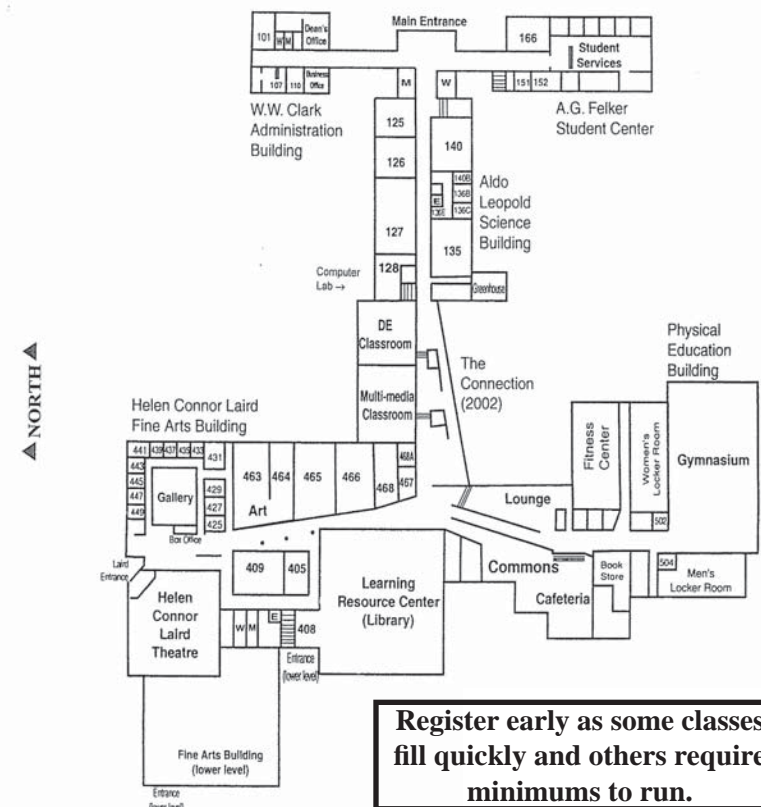 Main Entrance
101
Dean's
Office
W M
166
Student
Services
107
110
Business
Office
M
W
151 152
W.W. Clark
Administration
Building
A.G. Felker
Student Center
125
126
127
128
140
140B
136B
E
136E
136C
135
Aldo
Leopold
Science
Building
Computer
Lab →
Greenhouse
DE
Classroom
Multi-media
Classroom
The
Connection
(2002)
Physical
Education
Building
NORTH
Helen Connor Laird
Fine Arts Building
441 439 437 435 433
431
443
445
447
449
Gallery
429
427
425
Box Office
463
464
465
466
468
468A
467
Art
Fitness
Center
Women's
Locker Room
Gymnasium
Lounge
502
Laird
Entrance
409
405
Learning
Resource Center
(Library)
Commons
Cafeteria
Book
Store
504
Men's
Locker Room
Helen
Connor
Laird
Theatre
W M
E
408
Entrance
(lower level)
Fine Arts Building
(lower level)
Entrance
(lower level)
Register early as some classes
fill quickly and others require
minimums to run.